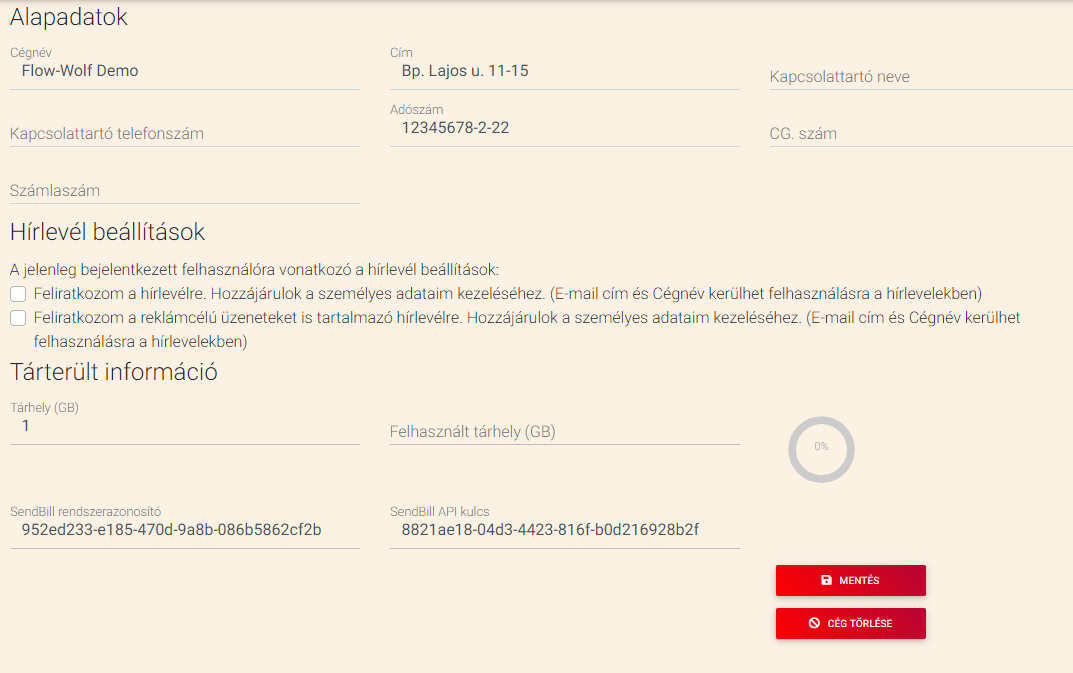 Alapadatok
Cégnév
Flow-Wolf Demo
Cím
Bp. Lajos u. 11-15
Kapcsolattartó neve
Kapcsolattartó telefonszám
Adószám
12345678-2-22
CG. szám
Számlaszám
Hírlevél beállítások
A jelenleg bejelentkezett felhasználóra vonatkozó a hírlevél beállítások:
Feliratkozom a hírlevélre. Hozzájárulok a személyes adataim kezeléséhez. (E-mail cím és Cégnév kerülhet felhasználásra a hírlevelekben)
Feliratkozom a reklámcélú üzeneteket is tartalmazó hírlevélre. Hozzájárulok a személyes adataim kezeléséhez. (E-mail cím és Cégnév kerülhet
felhasználásra a hírlevelekben)
Tárterült információ
Tárhely (GB)
1
Felhasznált tárhely (GB)
0%
SendBill rendszerazonosító
952ed233-e185-470d-9a8b-086b5862cf2b
SendBill API kulcs
8821ae18-04d3-4423-816f-b0d216928b2f
MENTÉS
CÉG TÖRLÉSE